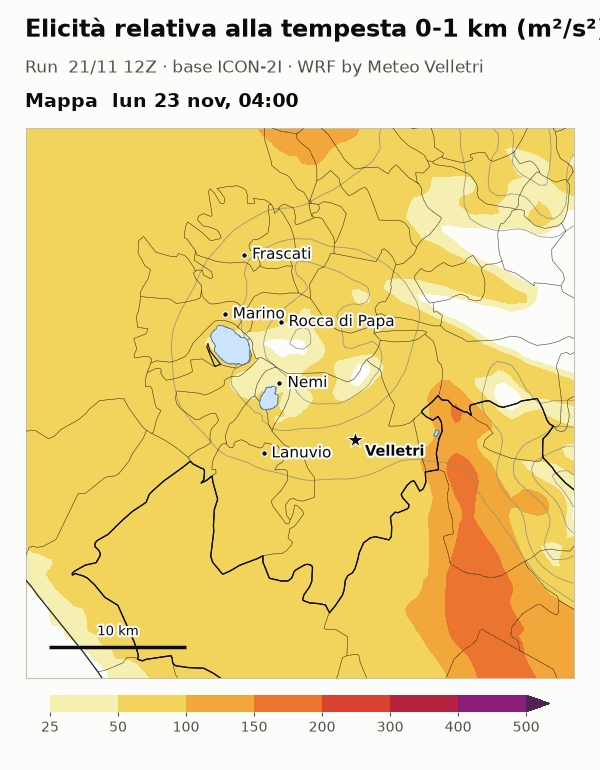 Elicità relativa alla tempesta 0-1 km (m²/s²)
Run  21/11 12Z · base ICON-2I · WRF by Meteo Velletri
Mappa  lun 23 nov, 04:00
Frascati
Marino
Rocca di Papa
Nemi
Velletri
Lanuvio
10 km
25 50 100 150 200 300 400 500